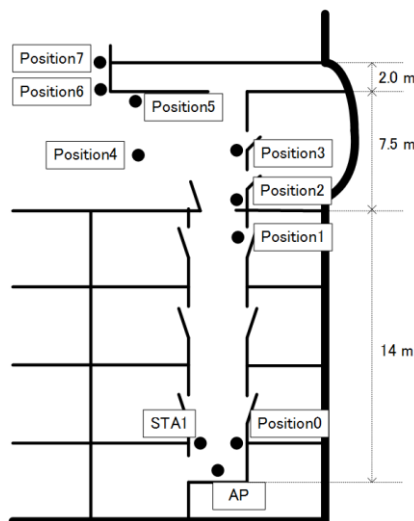 Position7
2.0 m
Position6
Position5
7.5 m
Position4
Position3
Position2
Position1
14 m
STA1
Position0
AP